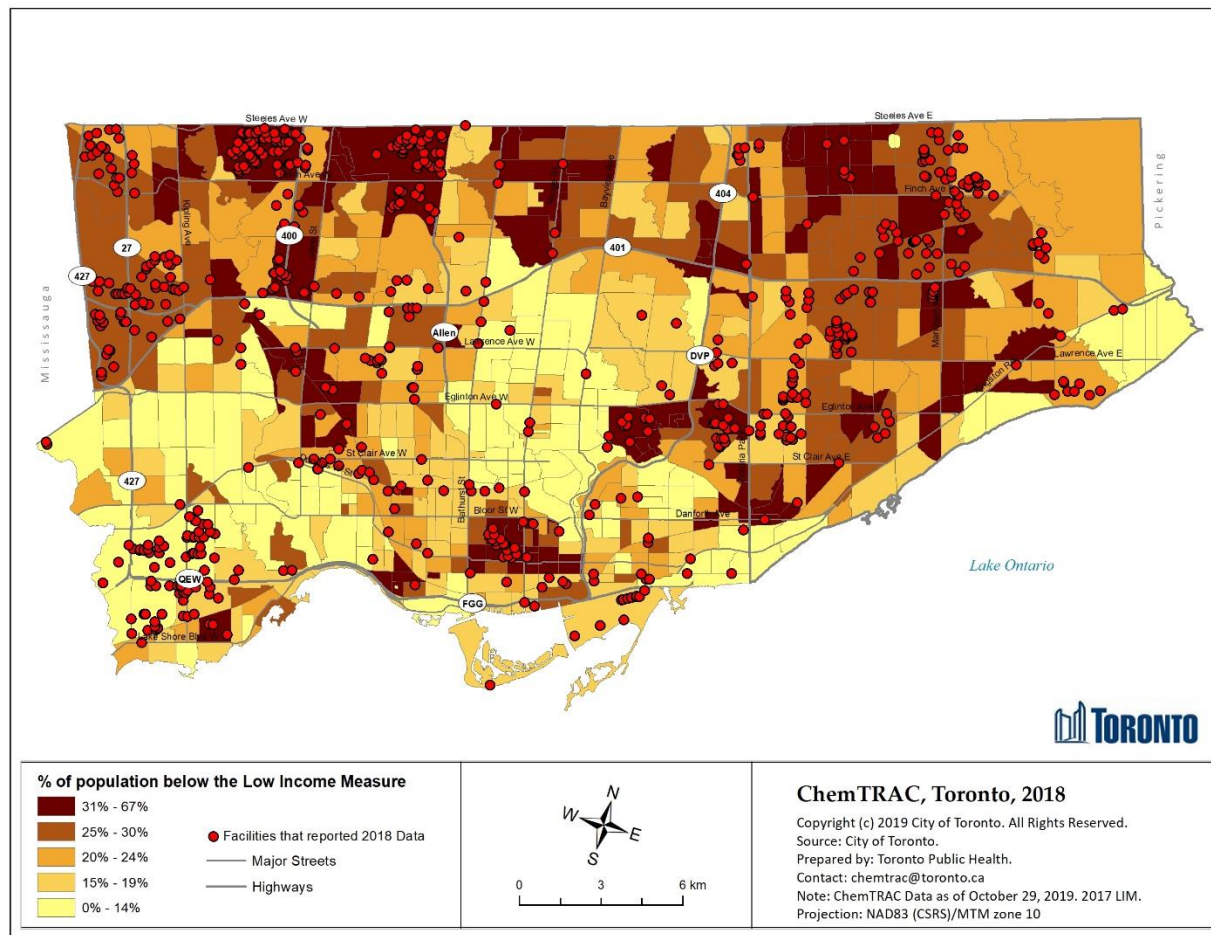 Steeles Ave W
Steeles Ave E
Pickering
Finch Ave E
404
Kipling Ave
Bayview
400
27
401
427
Mississauga
Allen
Lawrence Ave W
DVP
Lawrence Ave E
Kingston Rd
Eglinton Ave W
Eglinton Ave
St Clair Ave W
St Clair Ave E
427
Bathurst St
Bloor St W
Danforth Ave
Lake Ontario
QEW
FGG
Lake Shore Blvd W
TORONTO
% of population below the Low Income Measure
31% - 67%
25% - 30%
20% - 24%
15% - 19%
0% - 14%
Facilities that reported 2018 Data
Major Streets
Highways
N
W
E
S
0 3 6 km
ChemTRAC, Toronto, 2018
Copyright (c) 2019 City of Toronto. All Rights Reserved.
Source: City of Toronto.
Prepared by: Toronto Public Health.
Contact: chemtrac@toronto.ca
Note: ChemTRAC Data as of October 29, 2019. 2017 LIM.
Projection: NAD83 (CSRS)/MTM zone 10